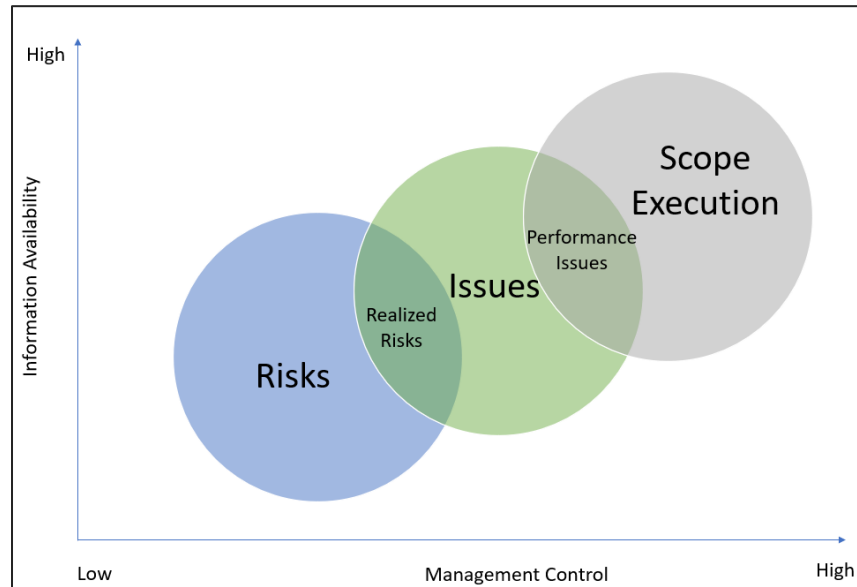 High
Information Availability
Scope
Execution
Performance
Issues
Issues
Realized
Risks
Risks
Low
Management Control
High